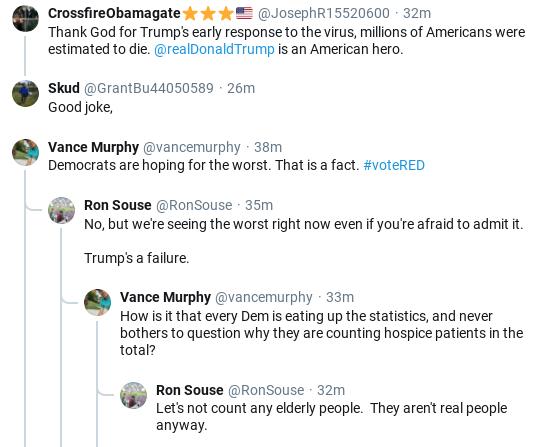 CrossfireObamagate⭐⭐⭐🇺🇸 @JosephR15520600 · 32m
Thank God for Trump's early response to the virus, millions of Americans were
estimated to die. @realDonaldTrump is an American hero.
Skud @GrantBu44050589 · 26m
Good joke,
Vance Murphy @vancemurphy · 38m
Democrats are hoping for the worst. That is a fact. #voteRED
Ron Souse @RonSouse · 35m
No, but we're seeing the worst right now even if you're afraid to admit it.
Trump's a failure.
Vance Murphy @vancemurphy · 33m
How is it that every Dem is eating up the statistics, and never
bothers to question why they are counting hospice patients in the
total?
Ron Souse @RonSouse · 32m
Let's not count any elderly people.  They aren't real people
anyway.